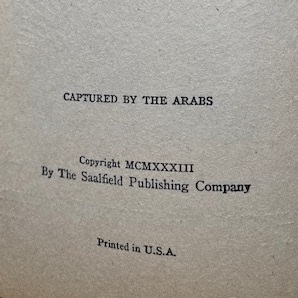 CAPTURED BY THE ARABS
Copyright MCMXXXIII
By The Saalfield Publishing Company
Printed in U.S.A.